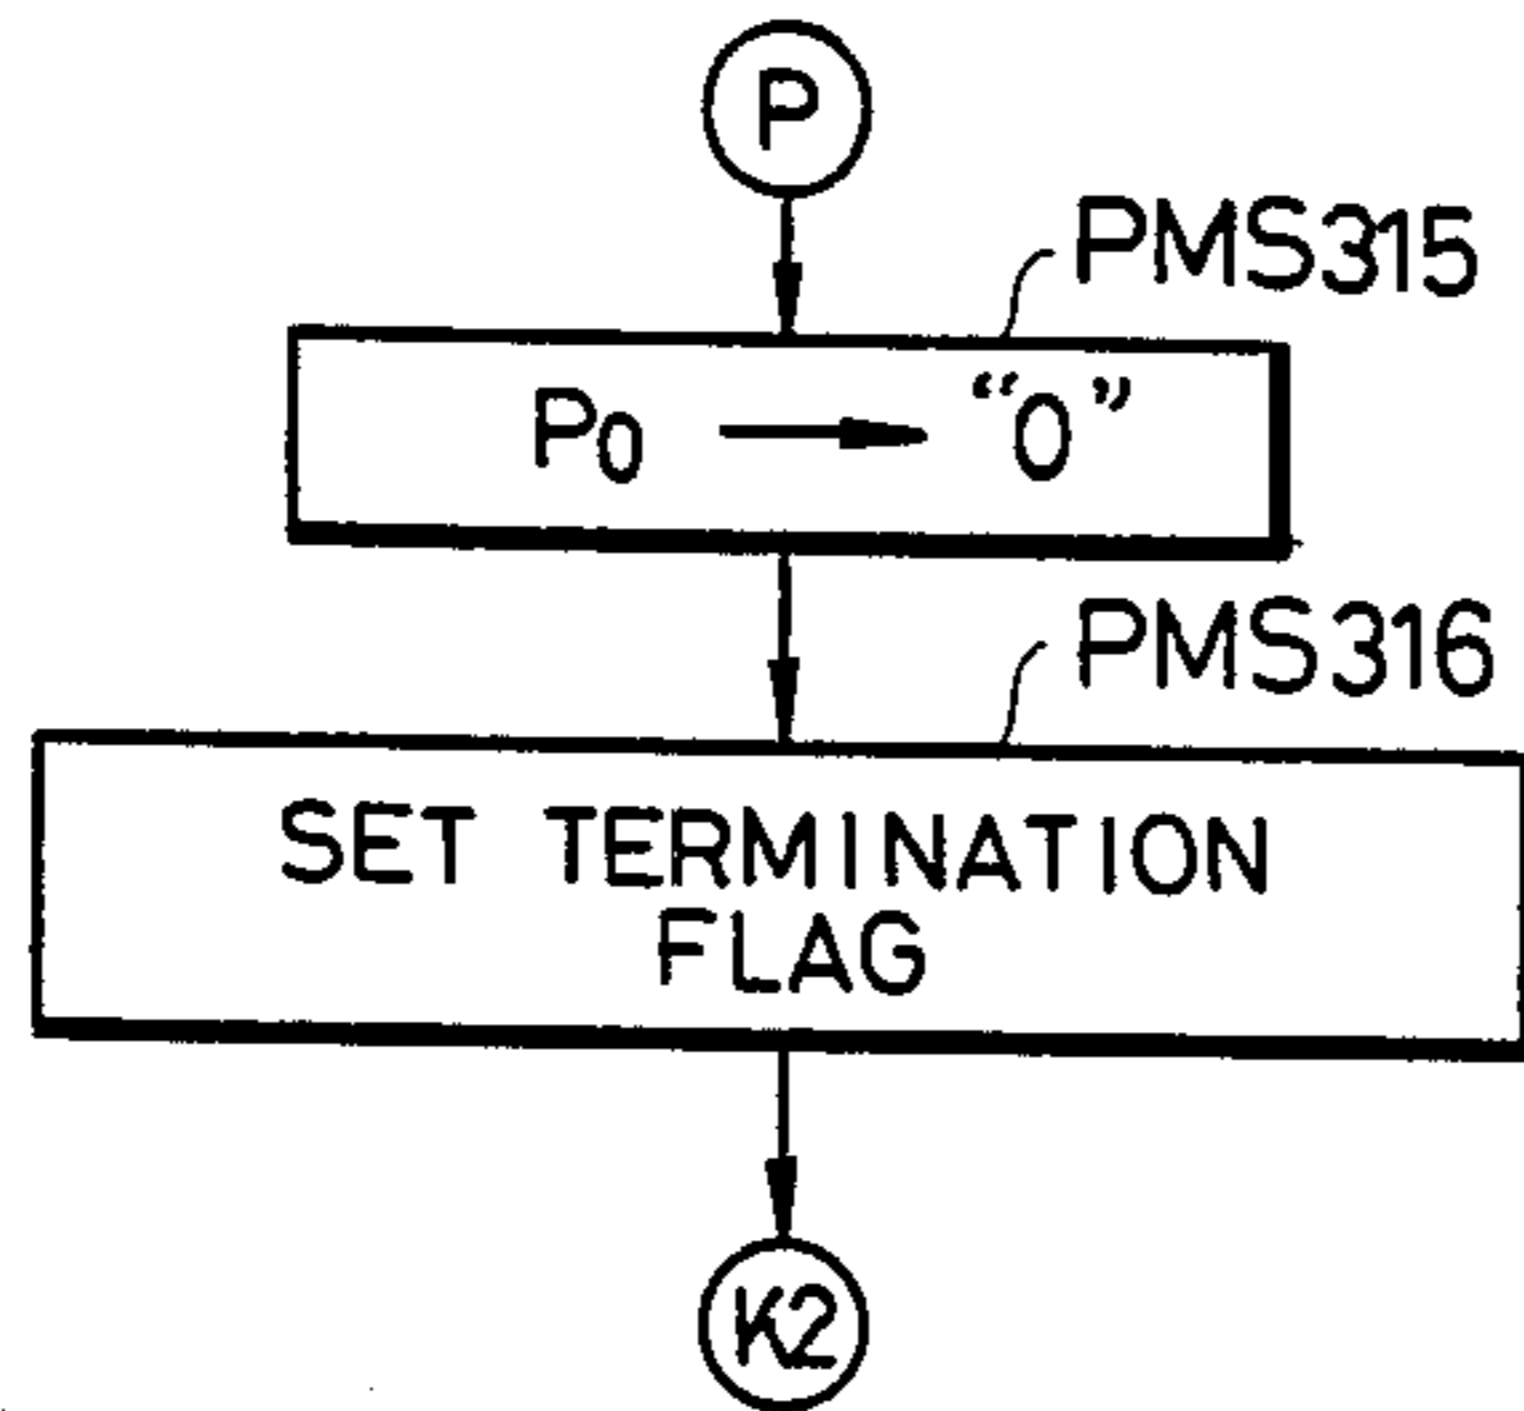 P
PMS315
P0 → “0”
PMS316
SET TERMINATION
FLAG
K2